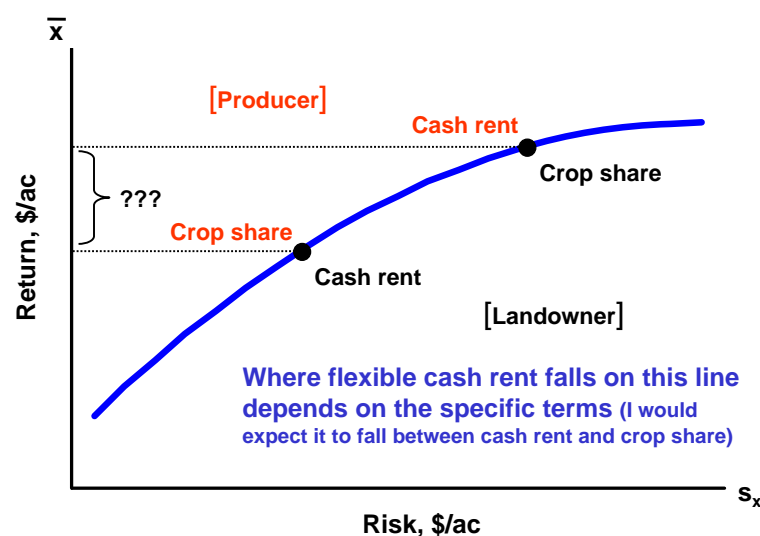 x̅
[Producer]
Cash rent
Crop share
???
Crop share
Cash rent
Return, $/ac
[Landowner]
Where flexible cash rent falls on this line
depends on the specific terms (I would
expect it to fall between cash rent and crop share)
sₓ
Risk, $/ac